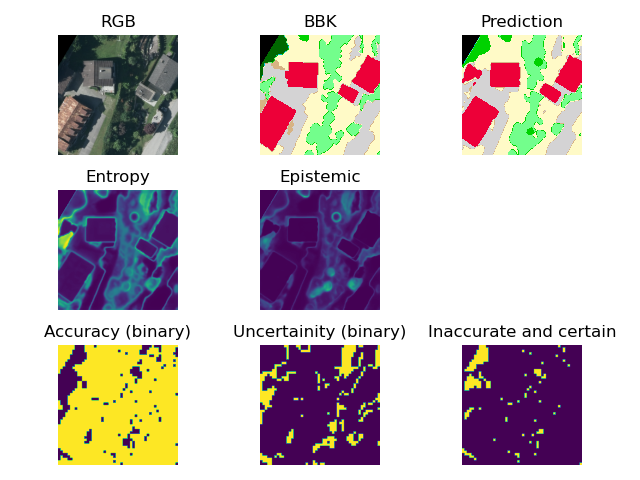 RGB
BBK
Prediction
Entropy
Epistemic
Accuracy (binary)
Uncertainity (binary)
Inaccurate and certain